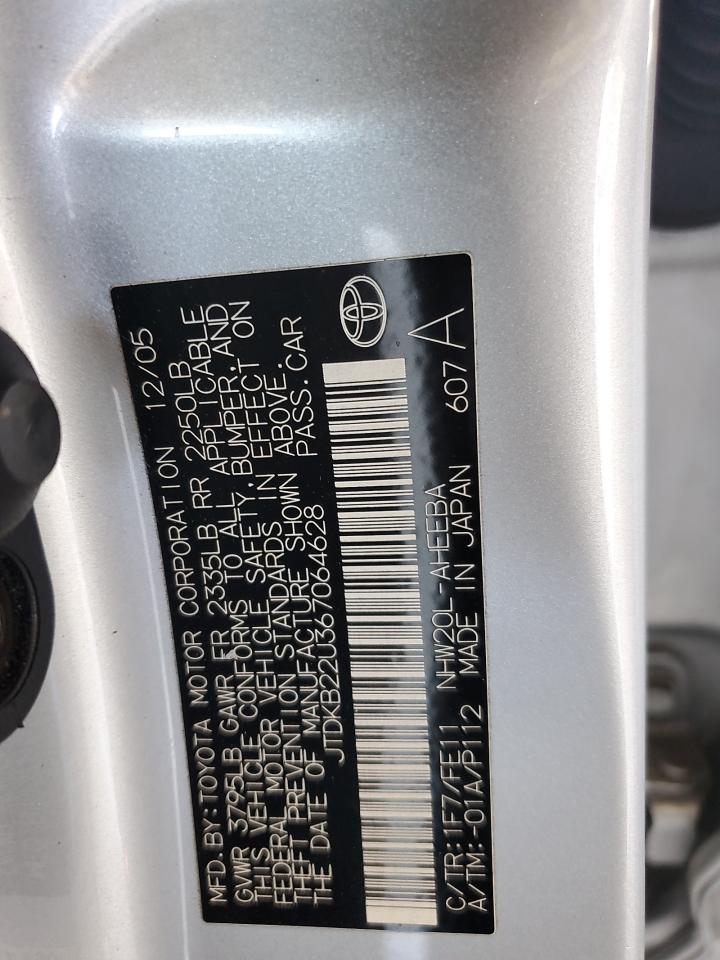 MFD. BY: TOYOTA MOTOR CORPORATION 12/05
GVWR 3795LB GAWR FR 2335LB RR 2250LB
THIS VEHICLE CONFORMS TO ALL APPLICABLE
FEDERAL MOTOR VEHICLE SAFETY, BUMPER, AND
THEFT PREVENTION STANDARDS IN EFFECT ON
THE DATE OF MANUFACTURE SHOWN ABOVE.
JTDKB22U367064628 PASS. CAR
C/TR: 1F7/FE11 NHW20L-AHEEBA 607 A
A/TM: -01A/P112 MADE IN JAPAN